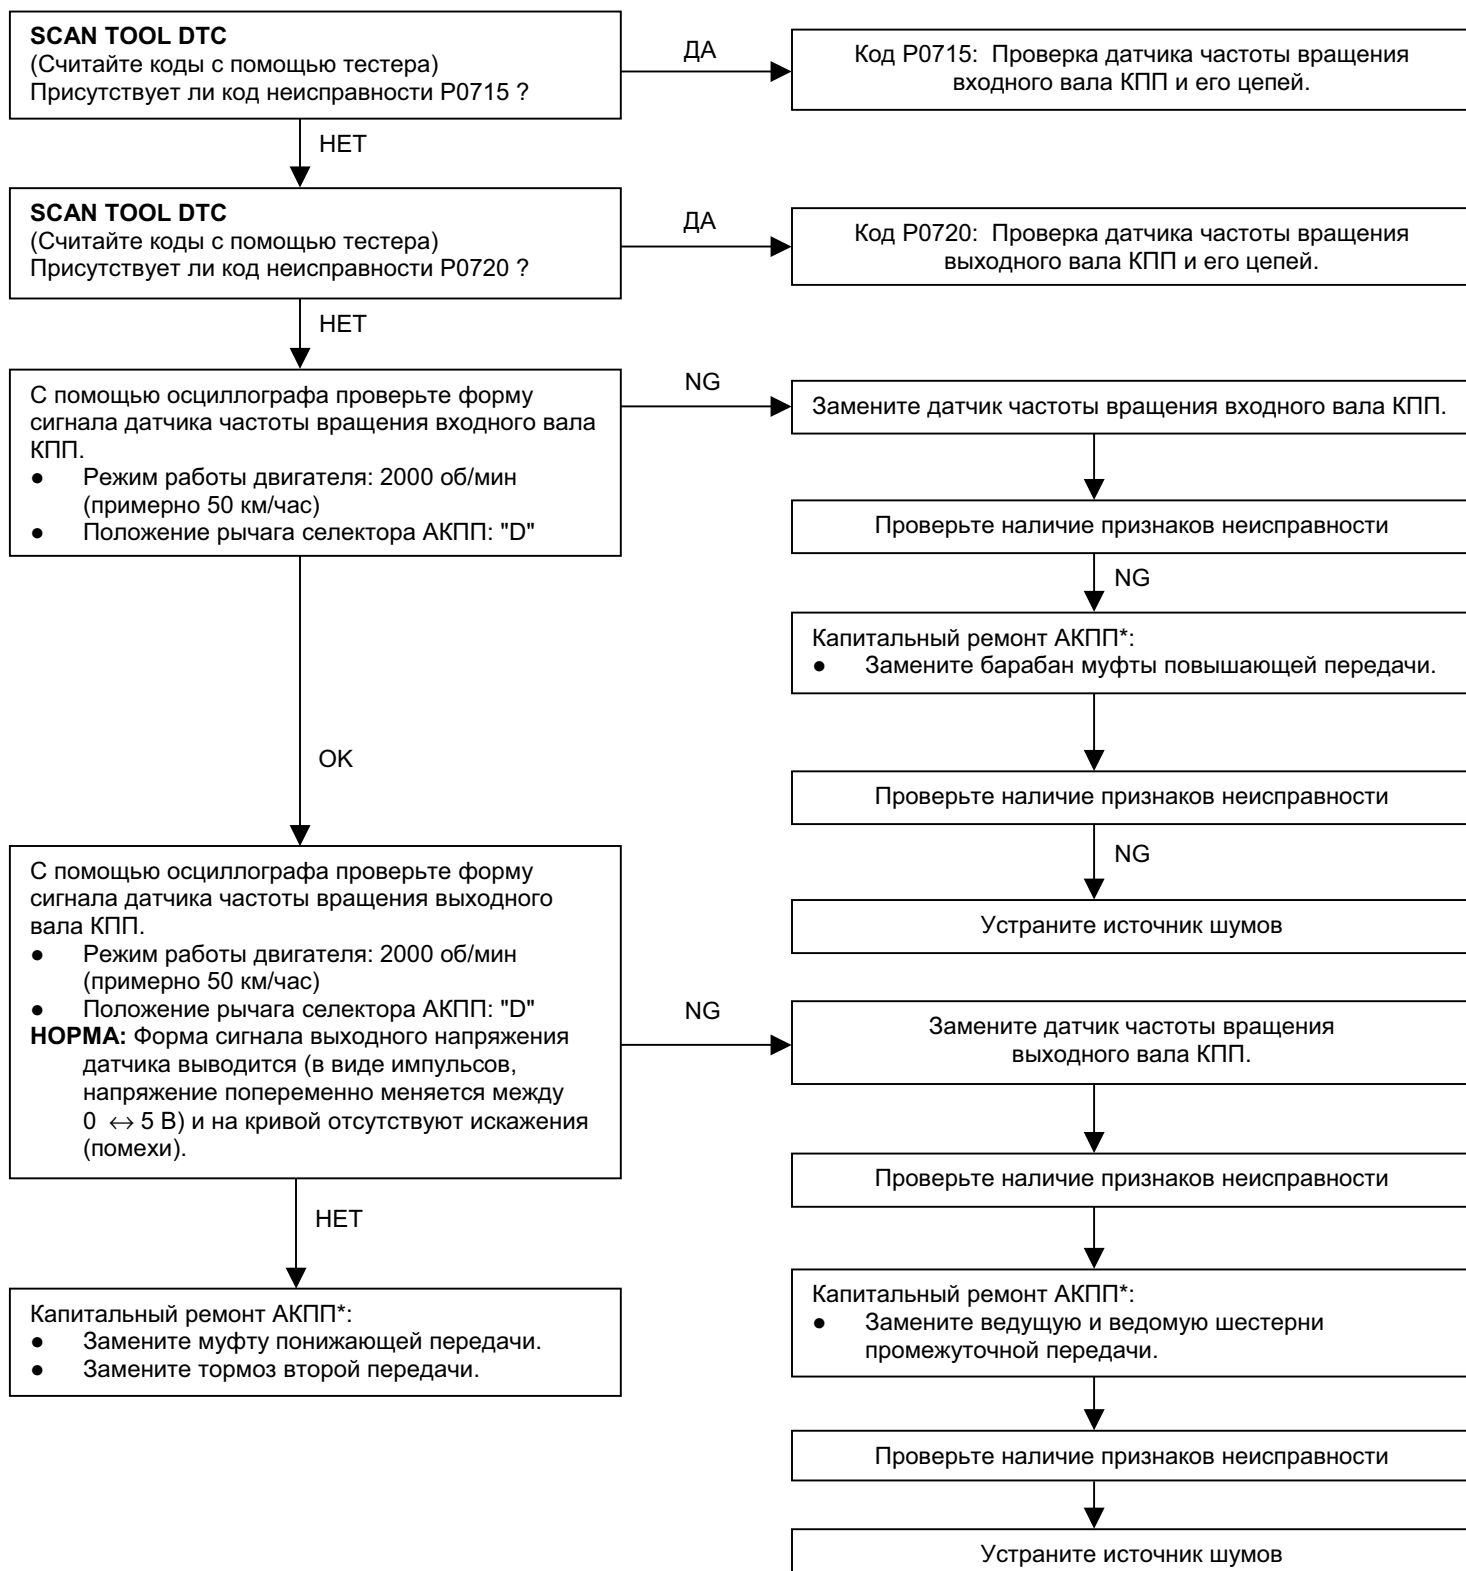 SCAN TOOL DTC
(Считайте коды с помощью тестера)
Присутствует ли код неисправности P0715 ?
ДА
Код P0715: Проверка датчика частоты вращения
входного вала КПП и его цепей.
НЕТ
SCAN TOOL DTC
(Считайте коды с помощью тестера)
Присутствует ли код неисправности P0720 ?
ДА
Код P0720: Проверка датчика частоты вращения
выходного вала КПП и его цепей.
НЕТ
С помощью осциллографа проверьте форму
сигнала датчика частоты вращения входного вала
КПП.
● Режим работы двигателя: 2000 об/мин
(примерно 50 км/час)
● Положение рычага селектора АКПП: "D"
NG
Замените датчик частоты вращения входного вала КПП.
Проверьте наличие признаков неисправности
NG
Капитальный ремонт АКПП*:
● Замените барабан муфты повышающей передачи.
Проверьте наличие признаков неисправности
NG
Устраните источник шумов
OK
С помощью осциллографа проверьте форму
сигнала датчика частоты вращения выходного
вала КПП.
● Режим работы двигателя: 2000 об/мин
(примерно 50 км/час)
● Положение рычага селектора АКПП: "D"
НОРМА: Форма сигнала выходного напряжения
датчика выводится (в виде импульсов,
напряжение попеременно меняется между
0 ↔ 5 В) и на кривой отсутствуют искажения
(помехи).
NG
Замените датчик частоты вращения
выходного вала КПП.
Проверьте наличие признаков неисправности
Капитальный ремонт АКПП*:
● Замените ведущую и ведомую шестерни
промежуточной передачи.
Проверьте наличие признаков неисправности
Устраните источник шумов
НЕТ
Капитальный ремонт АКПП*:
● Замените муфту понижающей передачи.
● Замените тормоз второй передачи.